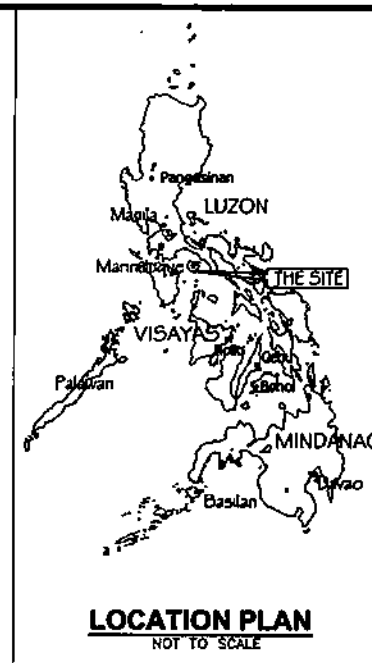 Pangasinan
LUZON
Manila
THE SITE
VISAYAS
Cebu
Bohol
Palawan
MINDANAO
Davao
Basilan
LOCATION PLAN
NOT TO SCALE